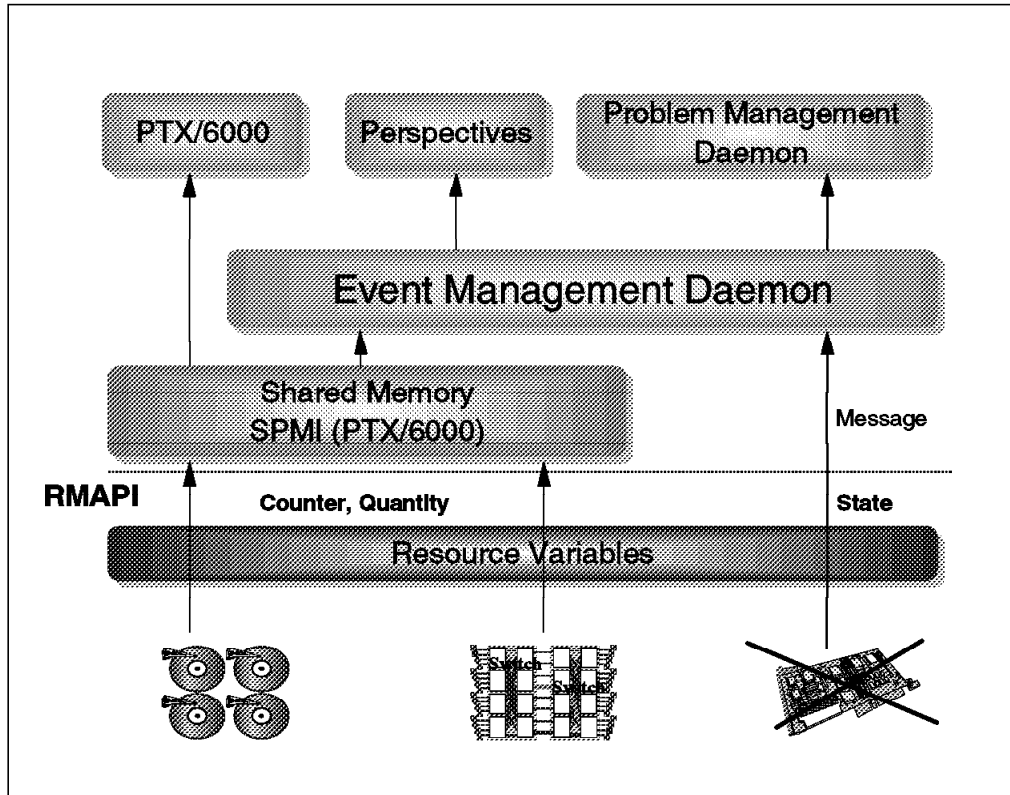 PTX/6000
Perspectives
Problem Management
Daemon
Event Management Daemon
Shared Memory
SPMI (PTX/6000)
Message
RMAPI
Counter, Quantity
State
Resource Variables
Switch
Switch